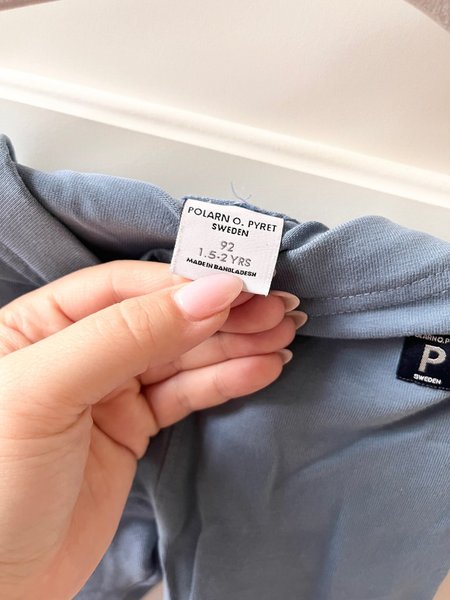 POLARN O. PYRET
SWEDEN
92
1.5-2 YRS
MADE IN BANGLADESH
P
SWEDEN